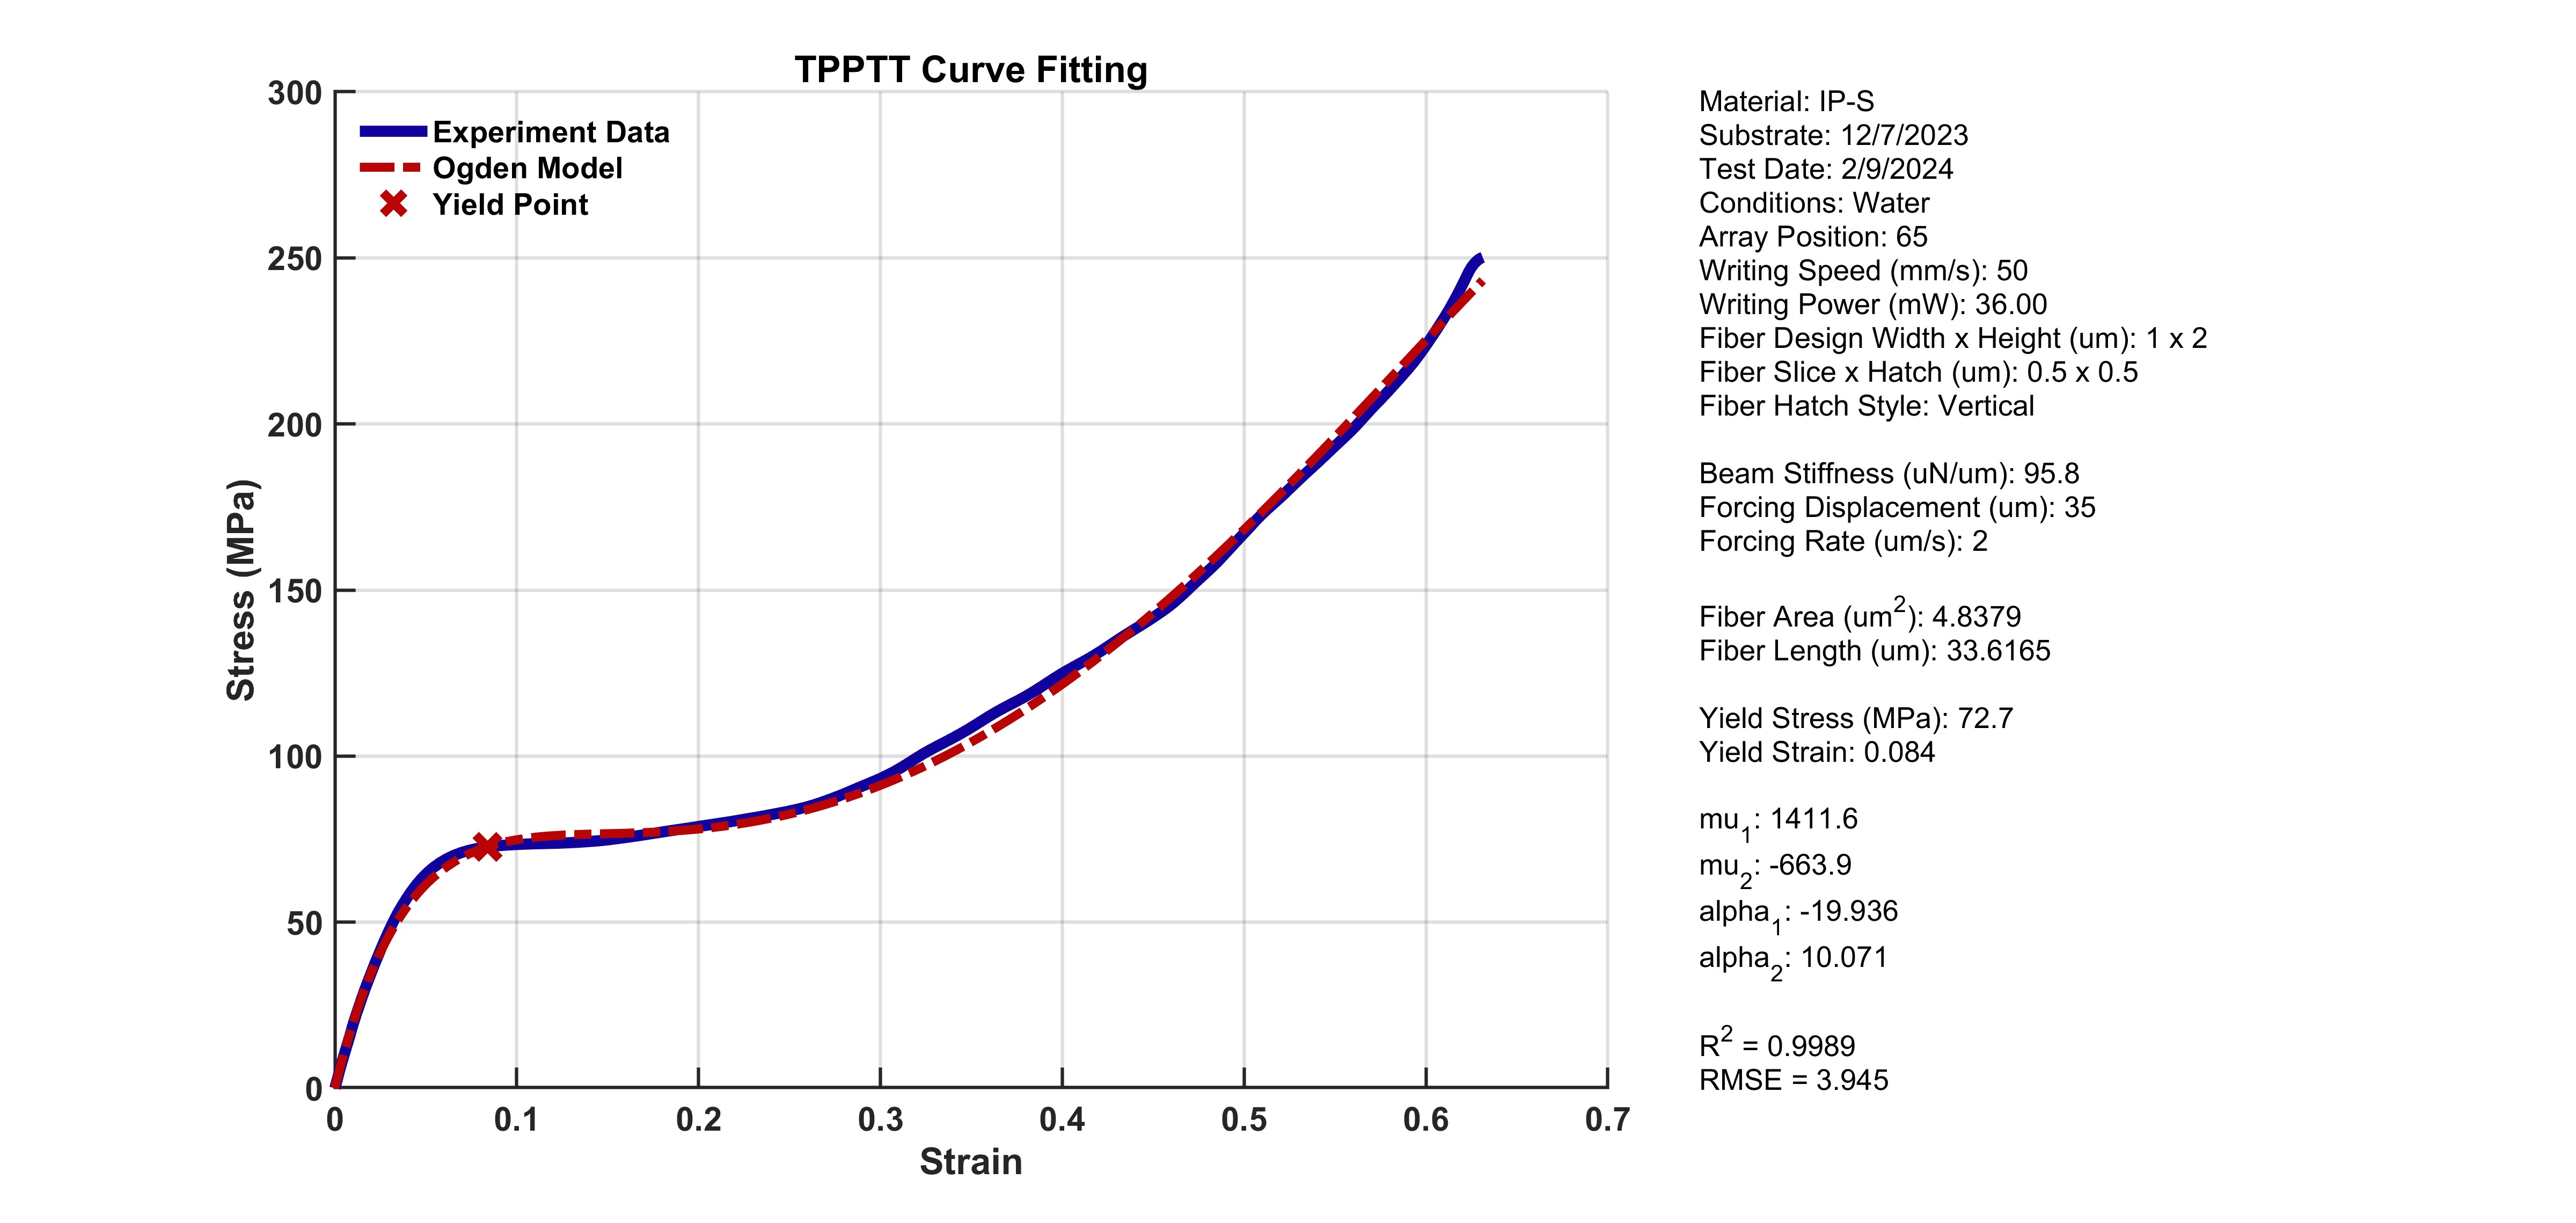 TPPTT Curve Fitting
300
250
200
150
100
50
0
Stress (MPa)
Experiment Data
Ogden Model
Yield Point
0 0.1 0.2 0.3 0.4 0.5 0.6 0.7
Strain
Material: IP-S
Substrate: 12/7/2023
Test Date: 2/9/2024
Conditions: Water
Array Position: 65
Writing Speed (mm/s): 50
Writing Power (mW): 36.00
Fiber Design Width x Height (um): 1 x 2
Fiber Slice x Hatch (um): 0.5 x 0.5
Fiber Hatch Style: Vertical
Beam Stiffness (uN/um): 95.8
Forcing Displacement (um): 35
Forcing Rate (um/s): 2
Fiber Area (um²): 4.8379
Fiber Length (um): 33.6165
Yield Stress (MPa): 72.7
Yield Strain: 0.084
mu₁: 1411.6
mu₂: -663.9
alpha₁: -19.936
alpha₂: 10.071
R² = 0.9989
RMSE = 3.945